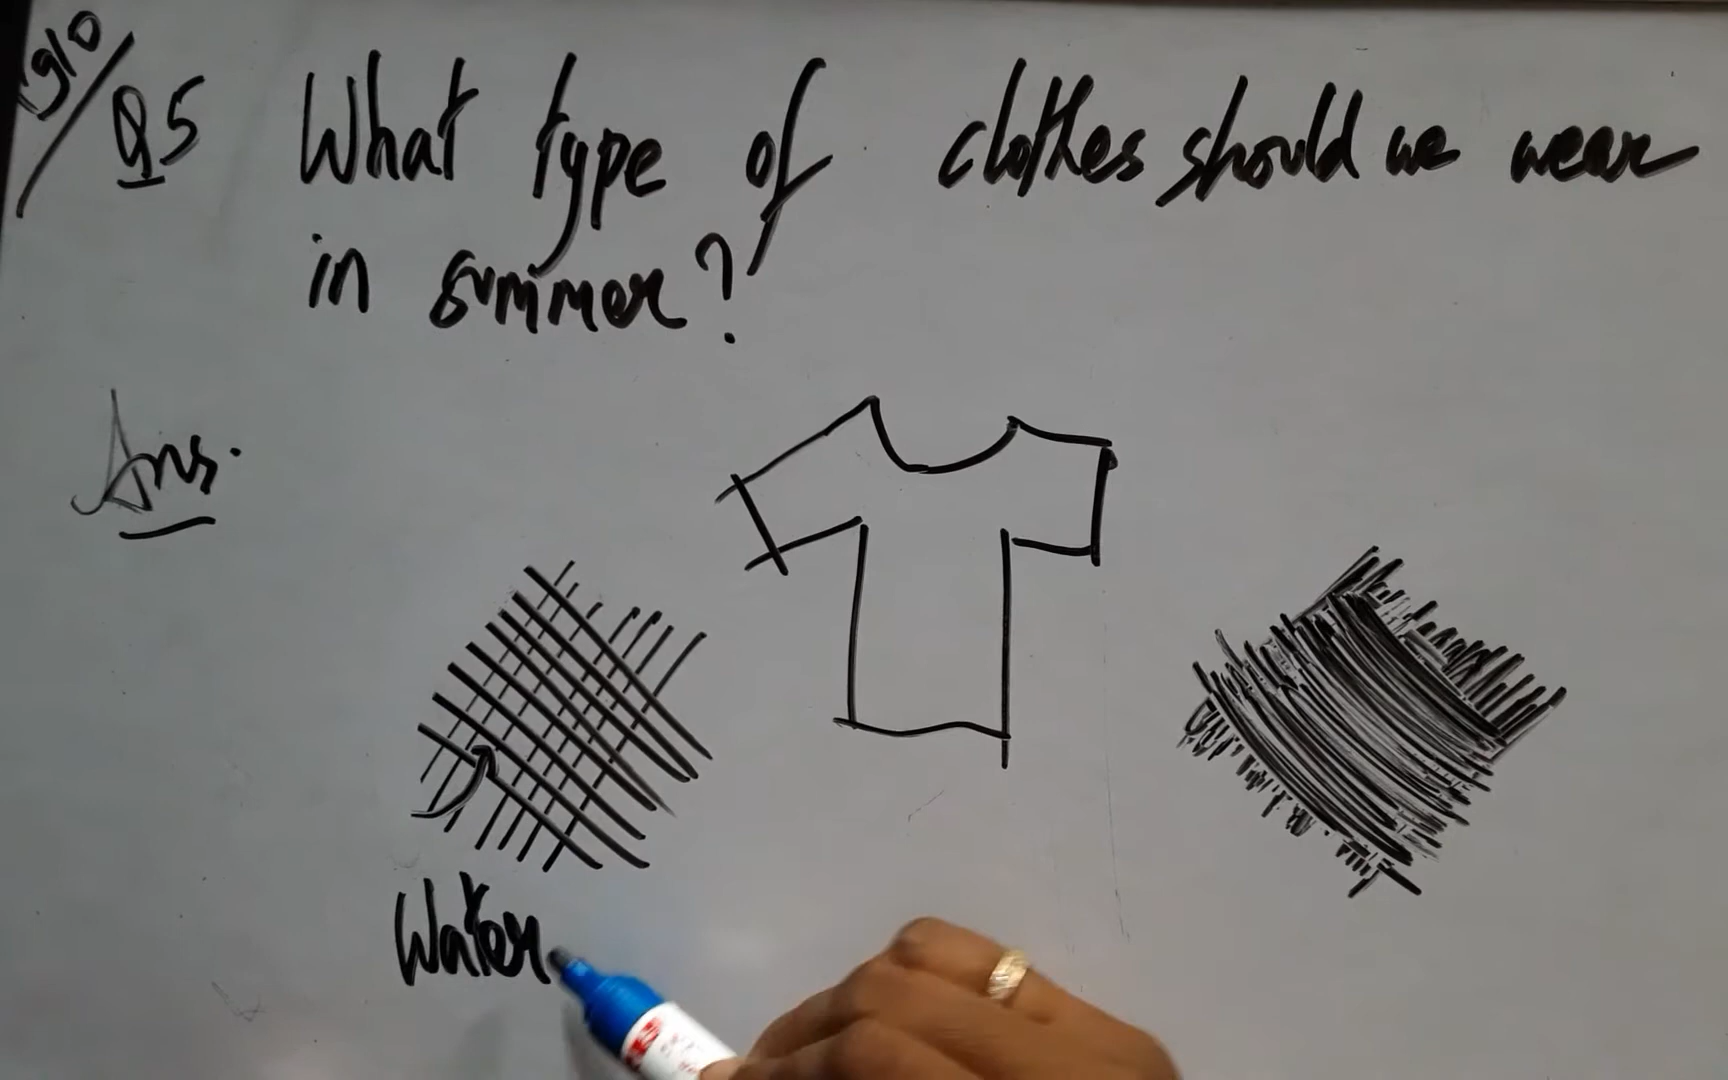 Q5 What type of clothes should we wear
in summer?
Ans.
Water